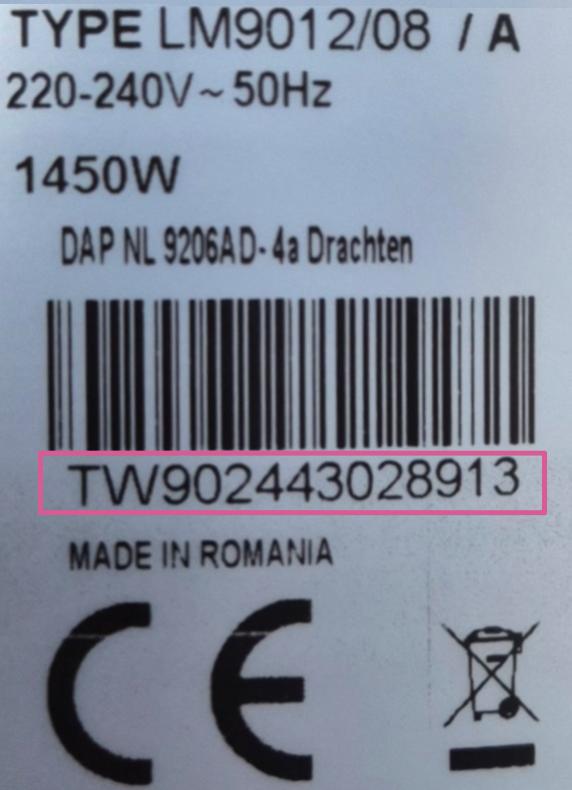 TYPE LM9012/08 / A
220-240V~50Hz
1450W
DAP NL 9206AD-4a Drachten
TW902443028913
MADE IN ROMANIA
CE